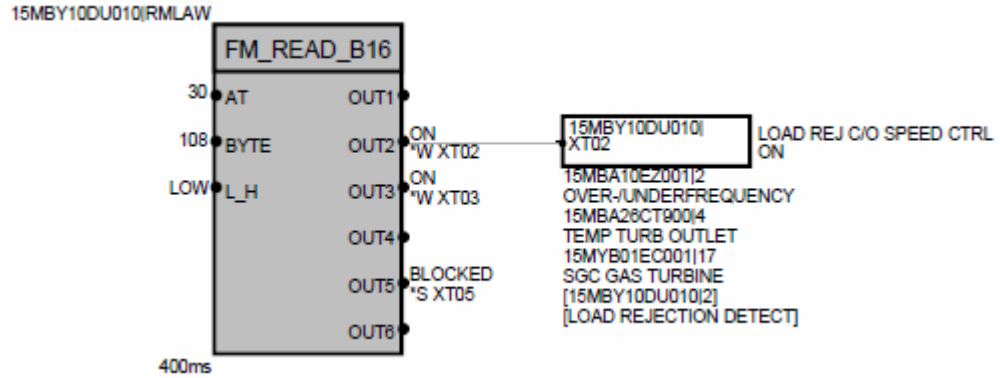 15MBY10DU010|RMLAW
FM_READ_B16
30 AT OUT1
108 BYTE OUT2 ON
"W XT02
LOW L_H OUT3 ON
"W XT03
OUT4
OUT5 BLOCKED
"S XT05
OUT6
400ms
15MBY10DU010|
XT02
LOAD REJ C/O SPEED CTRL
ON
15MBA10EZ001|2
OVER-/UNDERFREQUENCY
15MBA26CT900|4
TEMP TURB OUTLET
15MYB01EC001|17
SGC GAS TURBINE
[15MBY10DU010|2]
[LOAD REJECTION DETECT]